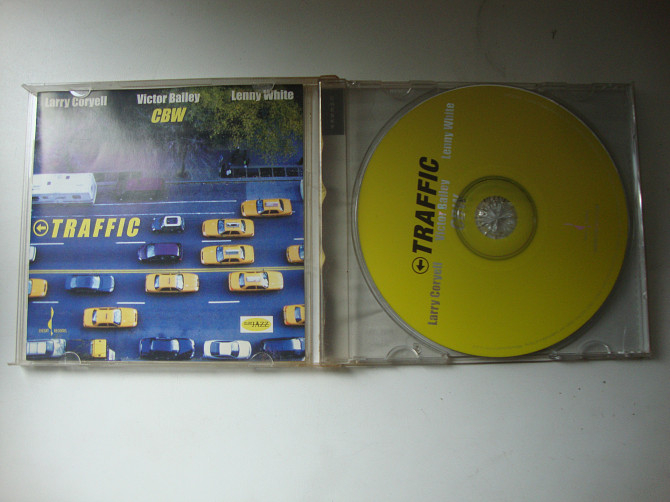 Larry Coryell Victor Bailey Lenny White
CBW
TRAFFIC
JAZZ
TRAFFIC
Larry Coryell Victor Bailey Lenny White